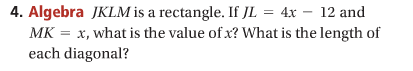 4. Algebra JKLM is a rectangle. If JL = 4x − 12 and
MK = x, what is the value of x? What is the length of
each diagonal?